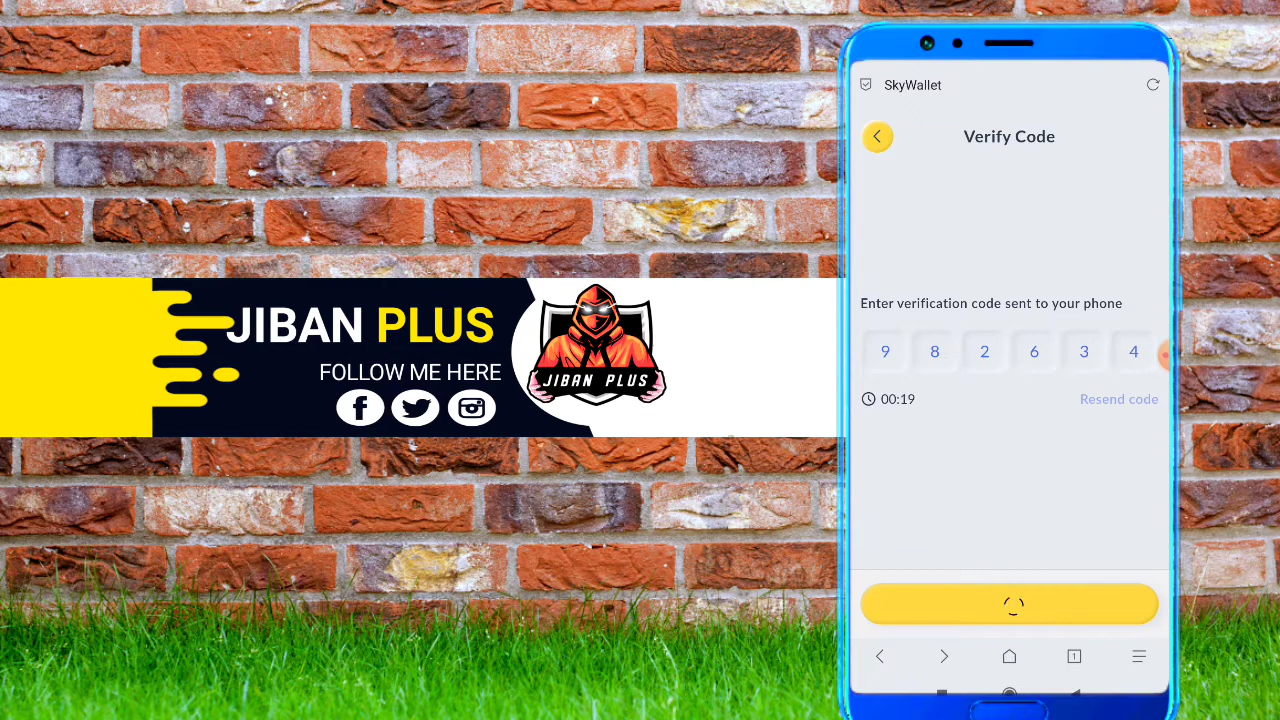 JIBAN PLUS
FOLLOW ME HERE
JIBAN PLUS
SkyWallet
Verify Code
Enter verification code sent to your phone
9 8 2 6 3 4
00:19 Resend code
1